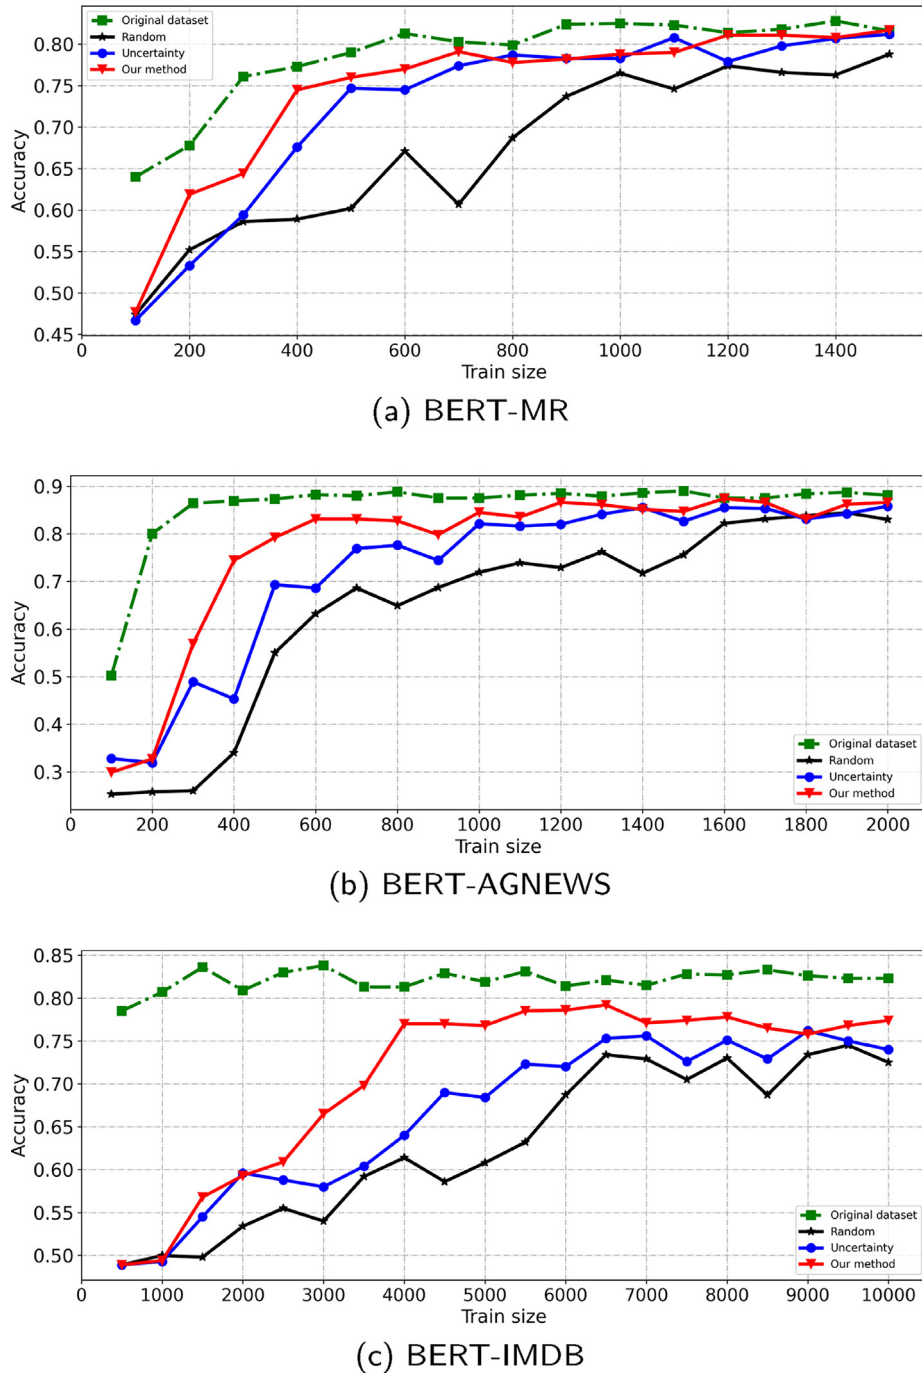 Original dataset
Random
Uncertainty
Our method
Accuracy
0.80
0.75
0.70
0.65
0.60
0.55
0.50
0.45
0 200 400 600 800 1000 1200 1400
Train size
(a) BERT-MR
Accuracy
0.9
0.8
0.7
0.6
0.5
0.4
0.3
Original dataset
Random
Uncertainty
Our method
0 200 400 600 800 1000 1200 1400 1600 1800 2000
Train size
(b) BERT-AGNEWS
Accuracy
0.85
0.80
0.75
0.70
0.65
0.60
0.55
0.50
Original dataset
Random
Uncertainty
Our method
0 1000 2000 3000 4000 5000 6000 7000 8000 9000 10000
Train size
(c) BERT-IMDB